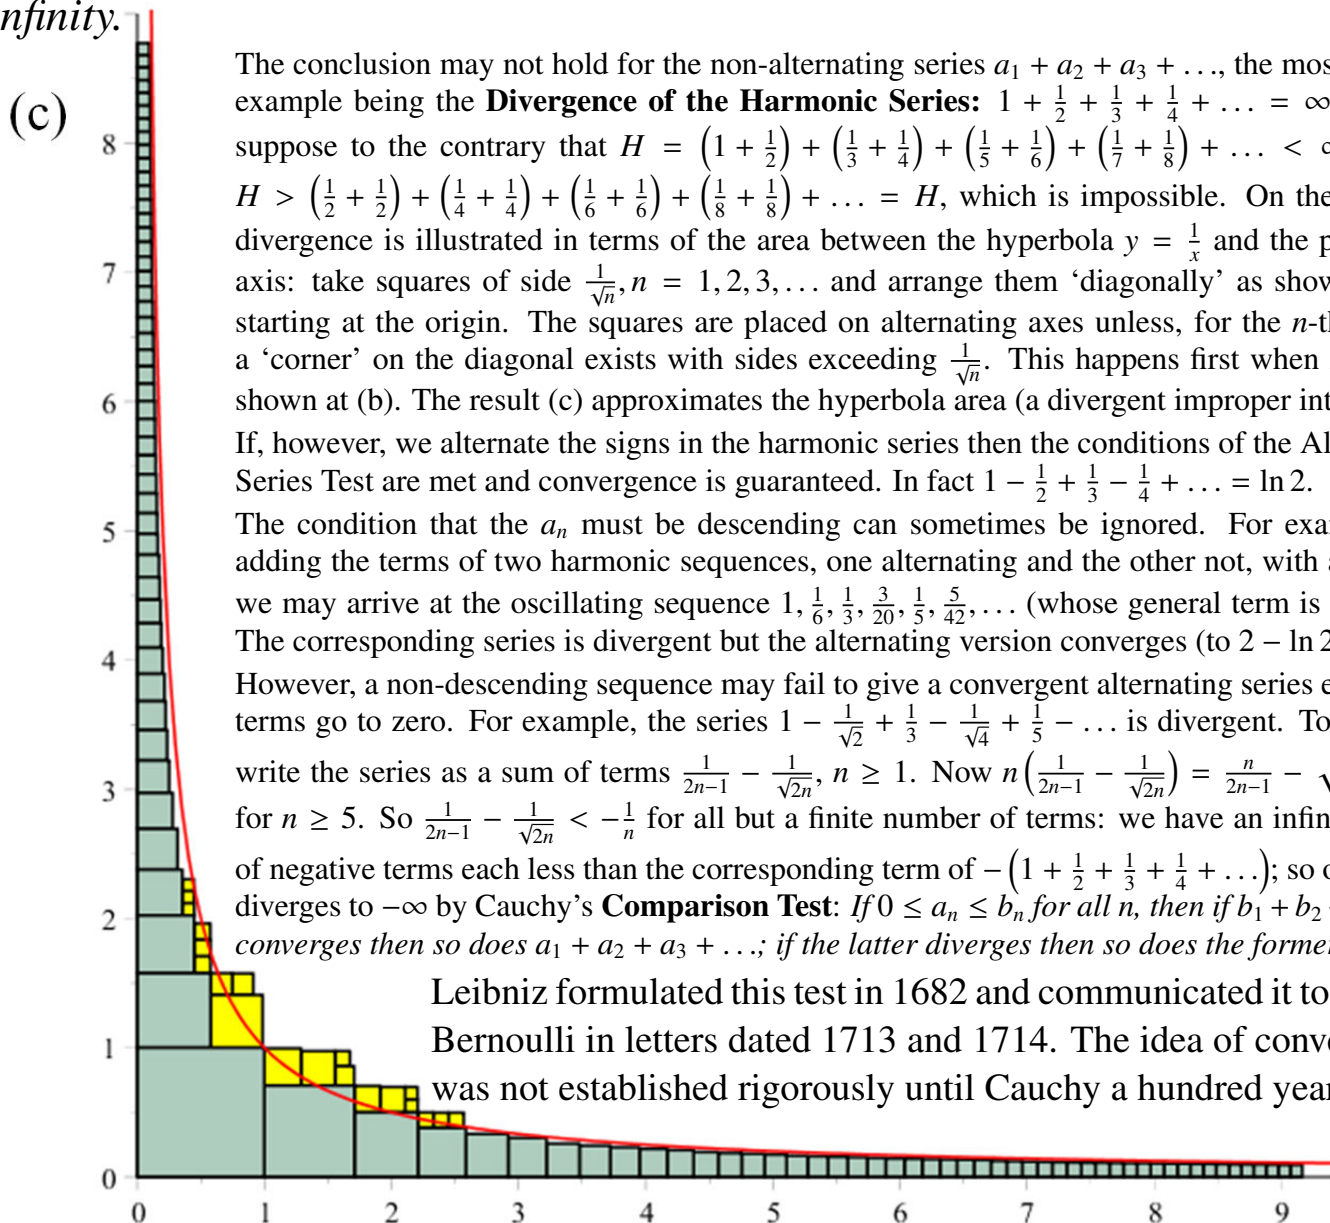 nfinity.
(c)
The conclusion may not hold for the non-alternating series a₁ + a₂ + a₃ + …, the mos
example being the Divergence of the Harmonic Series: 1 + 1/2 + 1/3 + 1/4 + … = ∞
suppose to the contrary that H = (1 + 1/2) + (1/3 + 1/4) + (1/5 + 1/6) + (1/7 + 1/8) + … <
H > (1/2 + 1/2) + (1/4 + 1/4) + (1/6 + 1/6) + (1/8 + 1/8) + … = H, which is impossible. On the
divergence is illustrated in terms of the area between the hyperbola y = 1/x and the p
axis: take squares of side 1/√n, n = 1, 2, 3, … and arrange them ‘diagonally’ as show
starting at the origin. The squares are placed on alternating axes unless, for the n-th
a ‘corner’ on the diagonal exists with sides exceeding 1/√n. This happens first when
shown at (b). The result (c) approximates the hyperbola area (a divergent improper int
If, however, we alternate the signs in the harmonic series then the conditions of the Al
Series Test are met and convergence is guaranteed. In fact 1 − 1/2 + 1/3 − 1/4 + … = ln 2.
The condition that the aₙ must be descending can sometimes be ignored. For exa
adding the terms of two harmonic sequences, one alternating and the other not, with
we may arrive at the oscillating sequence 1, 1/6, 1/3, 3/20, 1/5, 5/42, … (whose general term is
The corresponding series is divergent but the alternating version converges (to 2 − ln 2
However, a non-descending sequence may fail to give a convergent alternating series e
terms go to zero. For example, the series 1 − 1/√2 + 1/3 − 1/√4 + 1/5 − … is divergent. To
write the series as a sum of terms 1/(2n−1) − 1/√2n, n ≥ 1. Now n(1/(2n−1) − 1/√2n) = n/(2n−1) − √
for n ≥ 5. So 1/(2n−1) − 1/√2n < −1/n for all but a finite number of terms: we have an infin
of negative terms each less than the corresponding term of −(1 + 1/2 + 1/3 + 1/4 + …); so o
diverges to −∞ by Cauchy’s Comparison Test: If 0 ≤ aₙ ≤ bₙ for all n, then if b₁ + b₂
converges then so does a₁ + a₂ + a₃ + …; if the latter diverges then so does the former
Leibniz formulated this test in 1682 and communicated it to
Bernoulli in letters dated 1713 and 1714. The idea of conve
was not established rigorously until Cauchy a hundred year
8
7
6
5
4
3
2
1
0
0 1 2 3 4 5 6 7 8 9